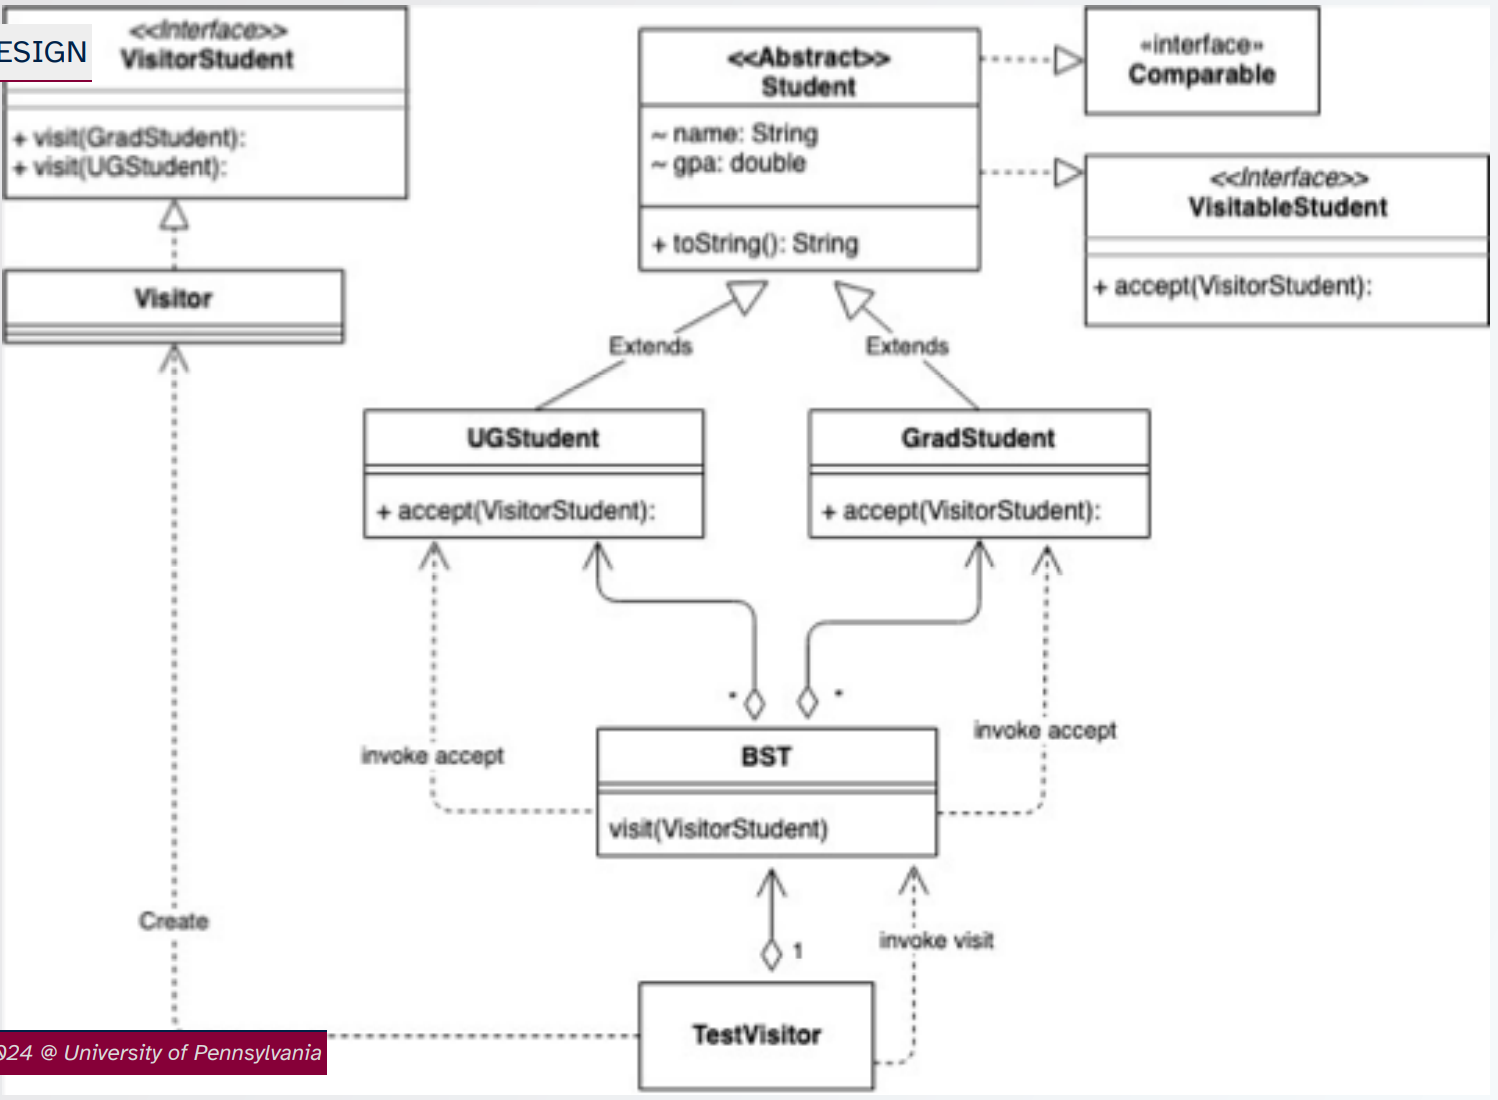 <<Interface>>
VisitorStudent
+ visit(GradStudent):
+ visit(UGStudent):
ESIGN
Visitor
<<Abstract>>
Student
~ name: String
~ gpa: double
+ toString(): String
«interface»
Comparable
<<Interface>>
VisitableStudent
+ accept(VisitorStudent):
Extends
Extends
UGStudent
+ accept(VisitorStudent):
GradStudent
+ accept(VisitorStudent):
*
*
invoke accept
invoke accept
BST
visit(VisitorStudent)
Create
1
invoke visit
TestVisitor
024 @ University of Pennsylvania